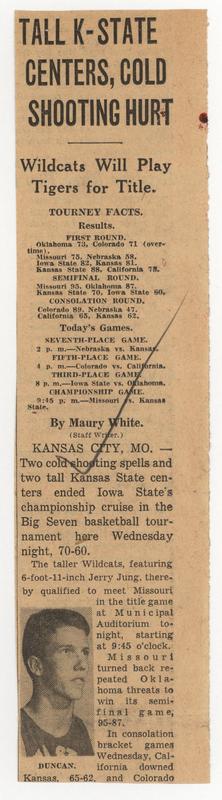 TALL K-STATE
CENTERS, COLD
SHOOTING HURT
Wildcats Will Play
Tigers for Title.
TOURNEY FACTS.
Results.
FIRST ROUND.
Oklahoma 73, Colorado 71 (over-
time).
Missouri 75, Nebraska 58.
Iowa State 82, Kansas 81.
Kansas State 88, California 75.
SEMIFINAL ROUND.
Missouri 95, Oklahoma 87.
Kansas State 70, Iowa State 60.
CONSOLATION ROUND.
Colorado 89, Nebraska 47.
California 65, Kansas 62.
Today's Games.
SEVENTH-PLACE GAME.
2 p. m.—Nebraska vs. Kansas.
FIFTH-PLACE GAME.
4 p. m.—Colorado vs. California.
THIRD-PLACE GAME.
8 p. m.—Iowa State vs. Oklahoma.
CHAMPIONSHIP GAME.
9:45 p. m.—Missouri vs. Kansas
State.
By Maury White.
(Staff Writer.)
KANSAS CITY, MO. —
Two cold shooting spells and
two tall Kansas State cen-
ters ended Iowa State's
championship cruise in the
Big Seven basketball tour-
nament here Wednesday
night, 70-60.
The taller Wildcats, featuring
6-foot-11-inch Jerry Jung, there-
by qualified to meet Missouri
in the title game
at Municipal
Auditorium to-
night, starting
at 9:45 o'clock.
Missouri
turned back re-
peated Okla-
homa threats to
win its semi-
final game,
95-87.
In consolation
bracket games
Wednesday, Cal-
ifornia downed
DUNCAN.
Kansas, 65-62, and Colorado